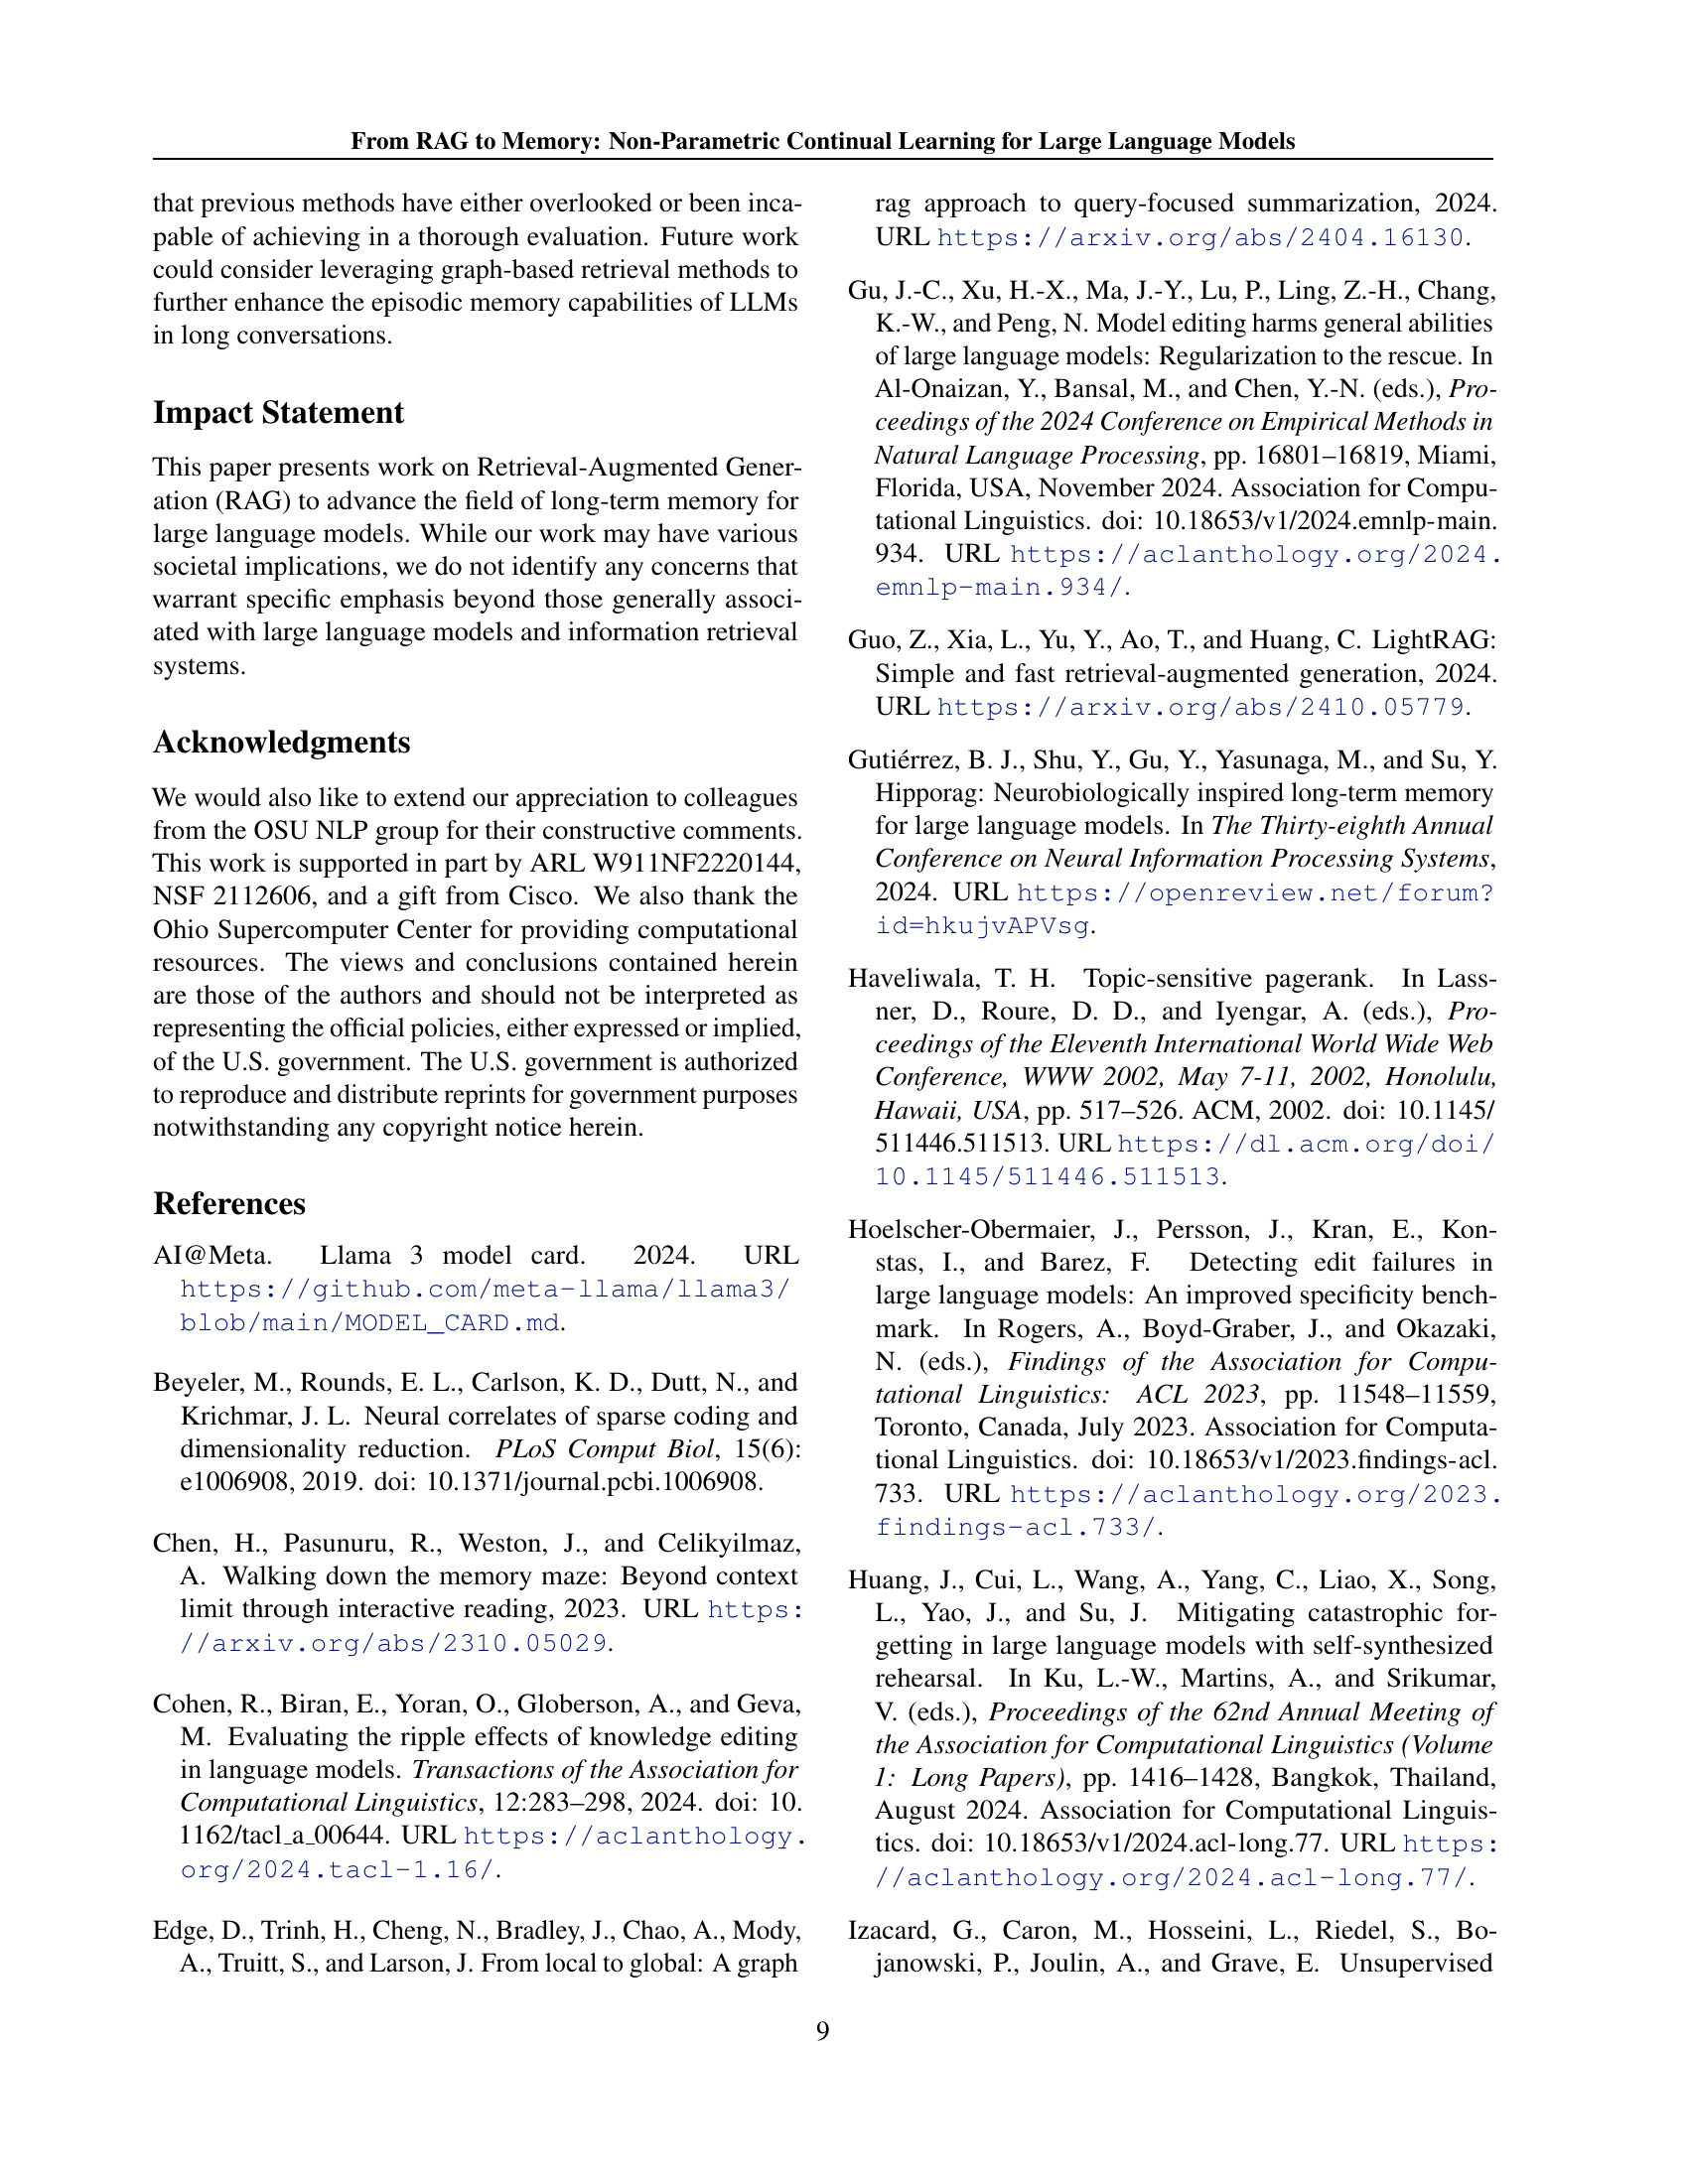 From RAG to Memory: Non-Parametric Continual Learning for Large Language Models
that previous methods have either overlooked or been inca-
pable of achieving in a thorough evaluation. Future work
could consider leveraging graph-based retrieval methods to
further enhance the episodic memory capabilities of LLMs
in long conversations.
Impact Statement
This paper presents work on Retrieval-Augmented Gener-
ation (RAG) to advance the field of long-term memory for
large language models. While our work may have various
societal implications, we do not identify any concerns that
warrant specific emphasis beyond those generally associ-
ated with large language models and information retrieval
systems.
Acknowledgments
We would also like to extend our appreciation to colleagues
from the OSU NLP group for their constructive comments.
This work is supported in part by ARL W911NF2220144,
NSF 2112606, and a gift from Cisco. We also thank the
Ohio Supercomputer Center for providing computational
resources. The views and conclusions contained herein
are those of the authors and should not be interpreted as
representing the official policies, either expressed or implied,
of the U.S. government. The U.S. government is authorized
to reproduce and distribute reprints for government purposes
notwithstanding any copyright notice herein.
References
AI@Meta. Llama 3 model card. 2024. URL
https://github.com/meta-llama/llama3/
blob/main/MODEL_CARD.md.
Beyeler, M., Rounds, E. L., Carlson, K. D., Dutt, N., and
Krichmar, J. L. Neural correlates of sparse coding and
dimensionality reduction. PLoS Comput Biol, 15(6):
e1006908, 2019. doi: 10.1371/journal.pcbi.1006908.
Chen, H., Pasunuru, R., Weston, J., and Celikyilmaz,
A. Walking down the memory maze: Beyond context
limit through interactive reading, 2023. URL https:
//arxiv.org/abs/2310.05029.
Cohen, R., Biran, E., Yoran, O., Globerson, A., and Geva,
M. Evaluating the ripple effects of knowledge editing
in language models. Transactions of the Association for
Computational Linguistics, 12:283–298, 2024. doi: 10.
1162/tacl_a_00644. URL https://aclanthology.
org/2024.tacl-1.16/.
Edge, D., Trinh, H., Cheng, N., Bradley, J., Chao, A., Mody,
A., Truitt, S., and Larson, J. From local to global: A graph
rag approach to query-focused summarization, 2024.
URL https://arxiv.org/abs/2404.16130.
Gu, J.-C., Xu, H.-X., Ma, J.-Y., Lu, P., Ling, Z.-H., Chang,
K.-W., and Peng, N. Model editing harms general abilities
of large language models: Regularization to the rescue. In
Al-Onaizan, Y., Bansal, M., and Chen, Y.-N. (eds.), Pro-
ceedings of the 2024 Conference on Empirical Methods in
Natural Language Processing, pp. 16801–16819, Miami,
Florida, USA, November 2024. Association for Compu-
tational Linguistics. doi: 10.18653/v1/2024.emnlp-main.
934. URL https://aclanthology.org/2024.
emnlp-main.934/.
Guo, Z., Xia, L., Yu, Y., Ao, T., and Huang, C. LightRAG:
Simple and fast retrieval-augmented generation, 2024.
URL https://arxiv.org/abs/2410.05779.
Gutiérrez, B. J., Shu, Y., Gu, Y., Yasunaga, M., and Su, Y.
Hipporag: Neurobiologically inspired long-term memory
for large language models. In The Thirty-eighth Annual
Conference on Neural Information Processing Systems,
2024. URL https://openreview.net/forum?
id=hkujvAPVsg.
Haveliwala, T. H. Topic-sensitive pagerank. In Lass-
ner, D., Roure, D. D., and Iyengar, A. (eds.), Pro-
ceedings of the Eleventh International World Wide Web
Conference, WWW 2002, May 7-11, 2002, Honolulu,
Hawaii, USA, pp. 517–526. ACM, 2002. doi: 10.1145/
511446.511513. URL https://dl.acm.org/doi/
10.1145/511446.511513.
Hoelscher-Obermaier, J., Persson, J., Kran, E., Kon-
stas, I., and Barez, F. Detecting edit failures in
large language models: An improved specificity bench-
mark. In Rogers, A., Boyd-Graber, J., and Okazaki,
N. (eds.), Findings of the Association for Compu-
tational Linguistics: ACL 2023, pp. 11548–11559,
Toronto, Canada, July 2023. Association for Computa-
tional Linguistics. doi: 10.18653/v1/2023.findings-acl.
733. URL https://aclanthology.org/2023.
findings-acl.733/.
Huang, J., Cui, L., Wang, A., Yang, C., Liao, X., Song,
L., Yao, J., and Su, J. Mitigating catastrophic for-
getting in large language models with self-synthesized
rehearsal. In Ku, L.-W., Martins, A., and Srikumar,
V. (eds.), Proceedings of the 62nd Annual Meeting of
the Association for Computational Linguistics (Volume
1: Long Papers), pp. 1416–1428, Bangkok, Thailand,
August 2024. Association for Computational Linguis-
tics. doi: 10.18653/v1/2024.acl-long.77. URL https:
//aclanthology.org/2024.acl-long.77/.
Izacard, G., Caron, M., Hosseini, L., Riedel, S., Bo-
janowski, P., Joulin, A., and Grave, E. Unsupervised
9